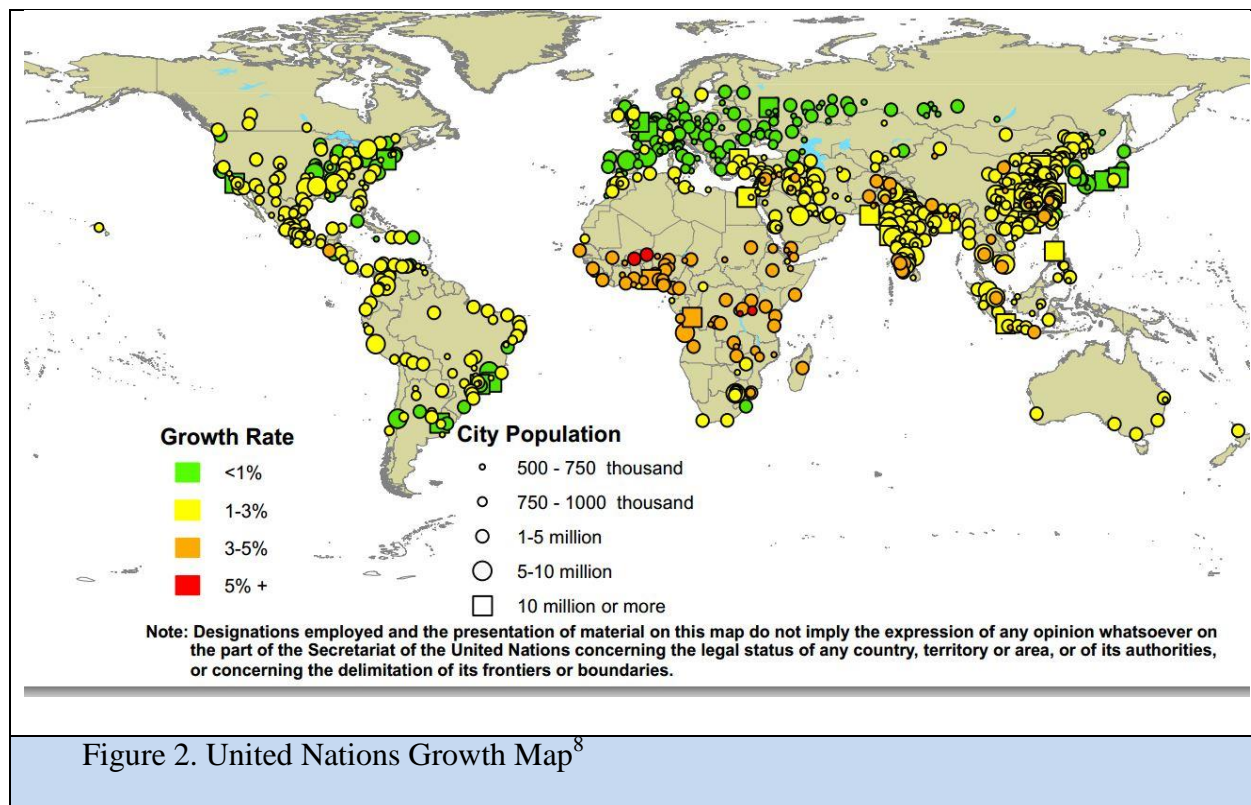 Growth Rate
<1%
1-3%
3-5%
5% +
City Population
500 - 750 thousand
750 - 1000 thousand
1-5 million
5-10 million
10 million or more
Note: Designations employed and the presentation of material on this map do not imply the expression of any opinion whatsoever on
the part of the Secretariat of the United Nations concerning the legal status of any country, territory or area, or of its authorities,
or concerning the delimitation of its frontiers or boundaries.
Figure 2. United Nations Growth Map8